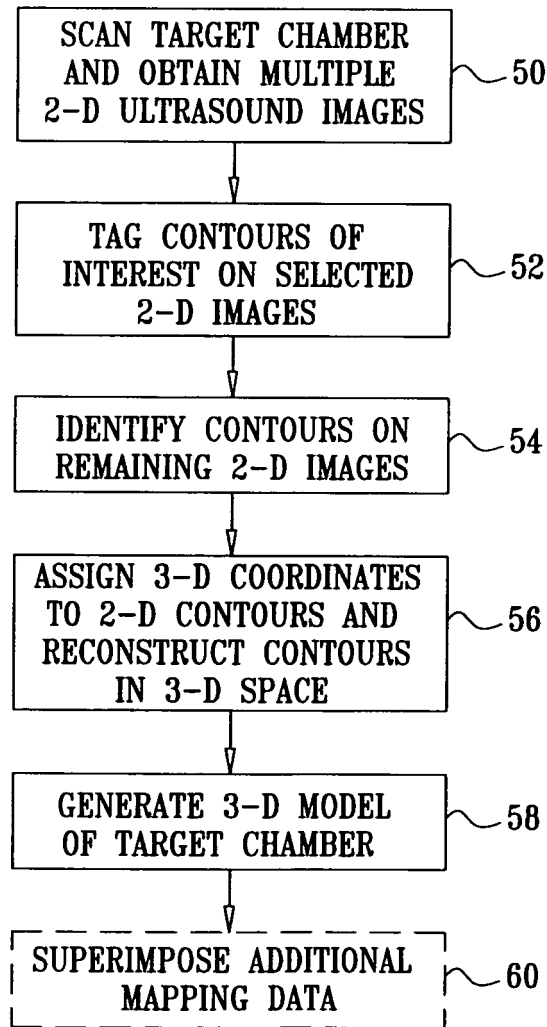 SCAN TARGET CHAMBER
AND OBTAIN MULTIPLE
2-D ULTRASOUND IMAGES
50
TAG CONTOURS OF
INTEREST ON SELECTED
2-D IMAGES
52
IDENTIFY CONTOURS ON
REMAINING 2-D IMAGES
54
ASSIGN 3-D COORDINATES
TO 2-D CONTOURS AND
RECONSTRUCT CONTOURS
IN 3-D SPACE
56
GENERATE 3-D MODEL
OF TARGET CHAMBER
58
SUPERIMPOSE ADDITIONAL
MAPPING DATA
60